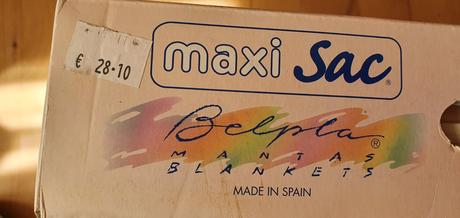 € 28-10
maxi Sac®
Belpla®
MANTAS
BLANKETS
MADE IN SPAIN